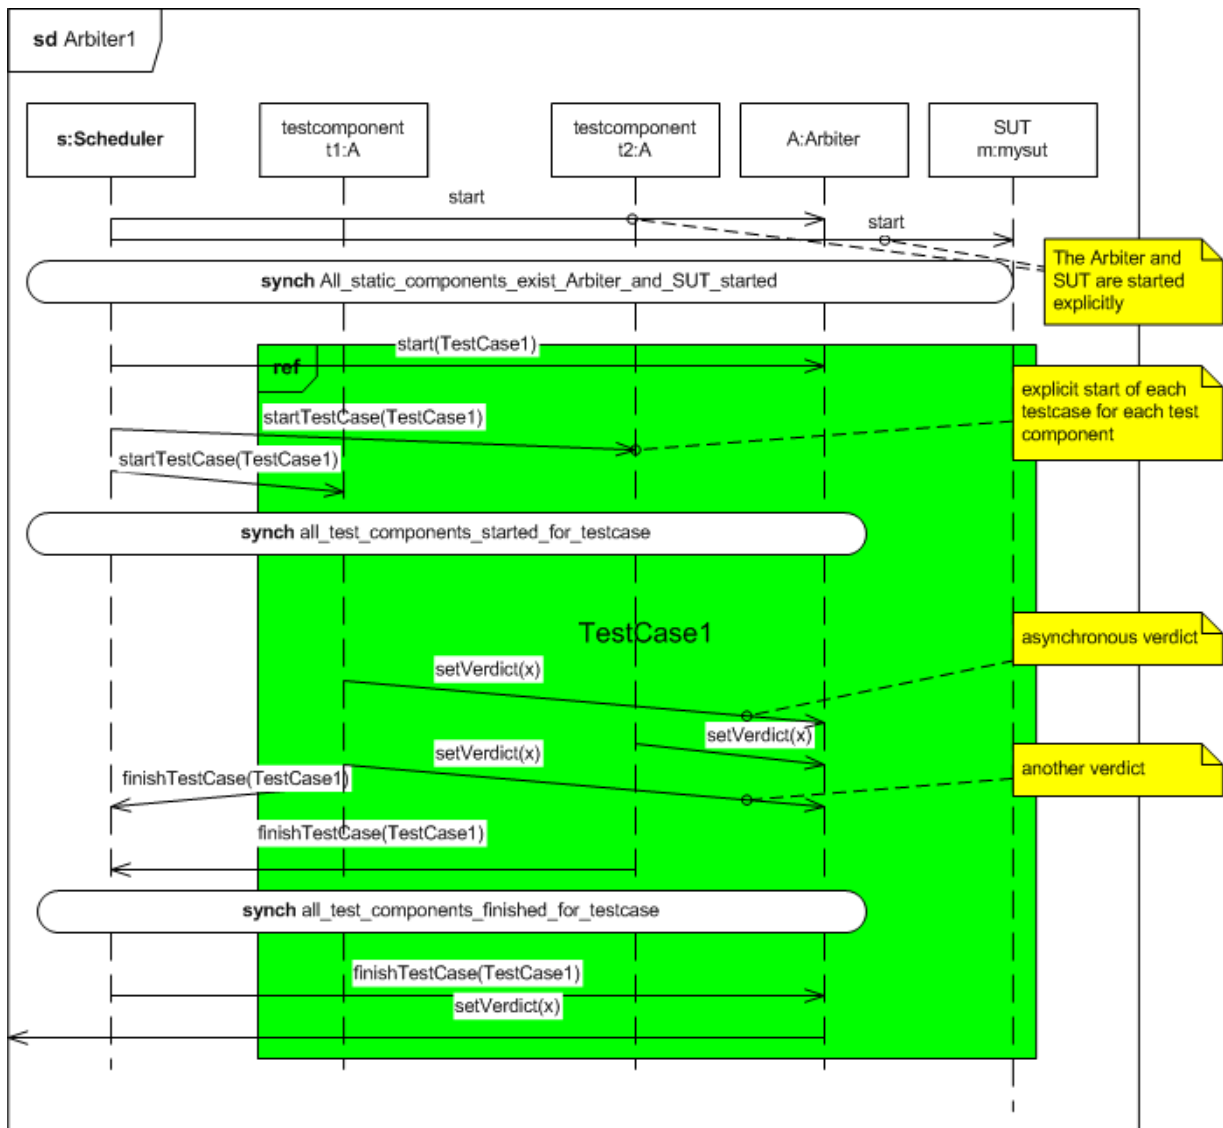 sd Arbiter1
s:Scheduler
testcomponent
t1:A
testcomponent
t2:A
A:Arbiter
SUT
m:mysut
start
start
The Arbiter and
SUT are started
explicitly
synch All_static_components_exist_Arbiter_and_SUT_started
start(TestCase1)
ref
explicit start of each
testcase for each test
component
startTestCase(TestCase1)
startTestCase(TestCase1)
synch all_test_components_started_for_testcase
TestCase1
asynchronous verdict
setVerdict(x)
setVerdict(x)
setVerdict(x)
another verdict
finishTestCase(TestCase1)
finishTestCase(TestCase1)
synch all_test_components_finished_for_testcase
finishTestCase(TestCase1)
setVerdict(x)